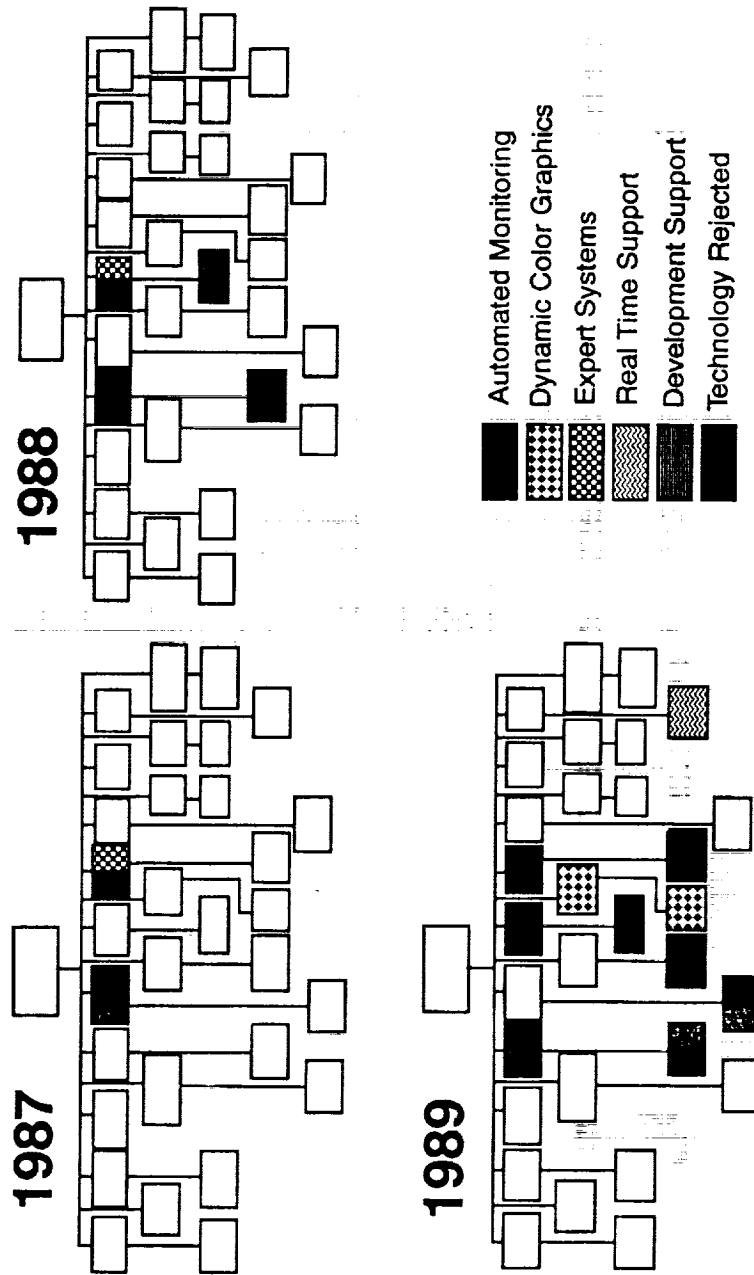 1987
1988
1989
Automated Monitoring
Dynamic Color Graphics
Expert Systems
Real Time Support
Development Support
Technology Rejected